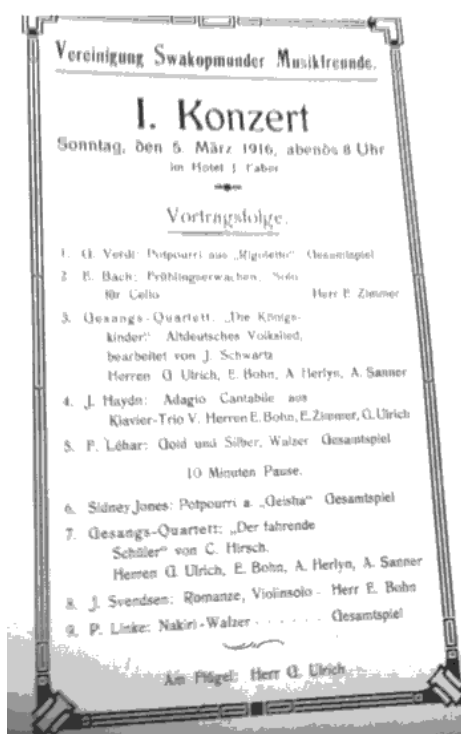 Vereinigung Swakopmunder Musikfreunde.
I. Konzert
Sonntag, den 5. März 1916, abends 8 Uhr
im Hotel J. Faber
Vortragsfolge.
1. G. Verdi: Potpourri aus „Rigoletto“ Gesamtspiel
2. E. Bach: Frühlingserwachen, Solo
für Cello Herr E. Zimmer
3. Gesangs-Quartett: „Die Königs-
kinder“ Altdeutsches Volkslied,
bearbeitet von J. Schwartz
Herren G. Ulrich, E. Bohn, A. Herlyn, A. Sanner
4. J. Haydn: Adagio Cantabile aus
Klavier-Trio V. Herren E. Bohn, E. Zimmer, G. Ulrich
5. F. Léhar: Gold und Silber, Walzer Gesamtspiel
10 Minuten Pause.
6. Sidney Jones: Potpourri a. „Geisha“ Gesamtspiel
7. Gesangs-Quartett: „Der fahrende
Schüler“ von C. Hirsch.
Herren G. Ulrich, E. Bohn, A. Herlyn, A. Sanner
8. J. Svendsen: Romanze, Violinsolo - Herr E. Bohn
9. P. Linke: Nakiri-Walzer . . . . . . Gesamtspiel
Am Flügel: Herr G. Ulrich